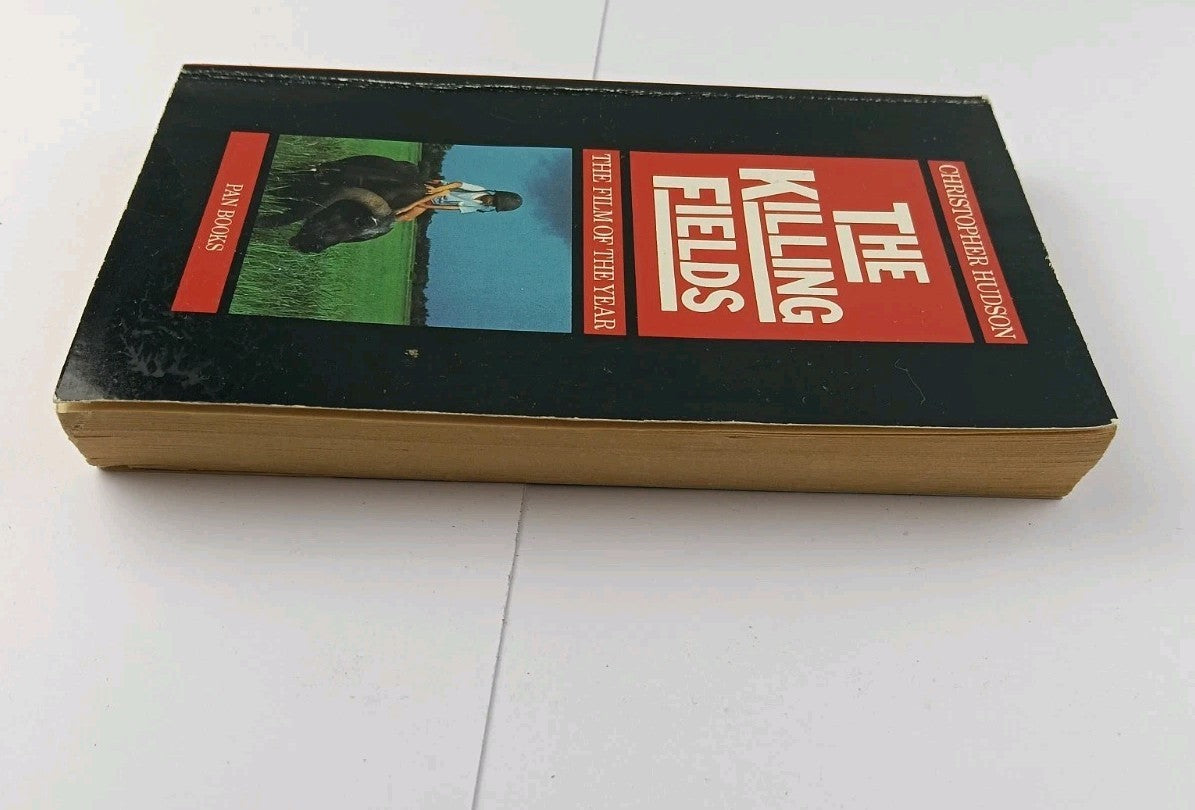 CHRISTOPHER HUDSON
THE
KILLING
FIELDS
THE FILM OF THE YEAR
PAN BOOKS